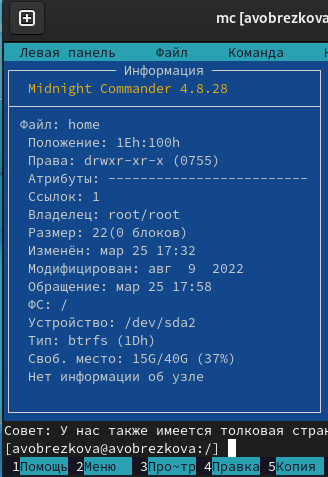 mc [avobrezkova
Левая панель Файл Команда
Информация
Midnight Commander 4.8.28
Файл: home
Положение: 1Eh:100h
Права: drwxr-xr-x (0755)
Атрибуты: -------------------------
Ссылок: 1
Владелец: root/root
Размер: 22(0 блоков)
Изменён: мар 25 17:32
Модифицирован: авг 9 2022
Обращение: мар 25 17:58
ФС: /
Устройство: /dev/sda2
Тип: btrfs (1Dh)
Своб. место: 15G/40G (37%)
Нет информации об узле
Совет: У нас также имеется толковая стран
[avobrezkova@avobrezkova:/]
1Помощь 2Меню 3Про~тр 4Правка 5Копия